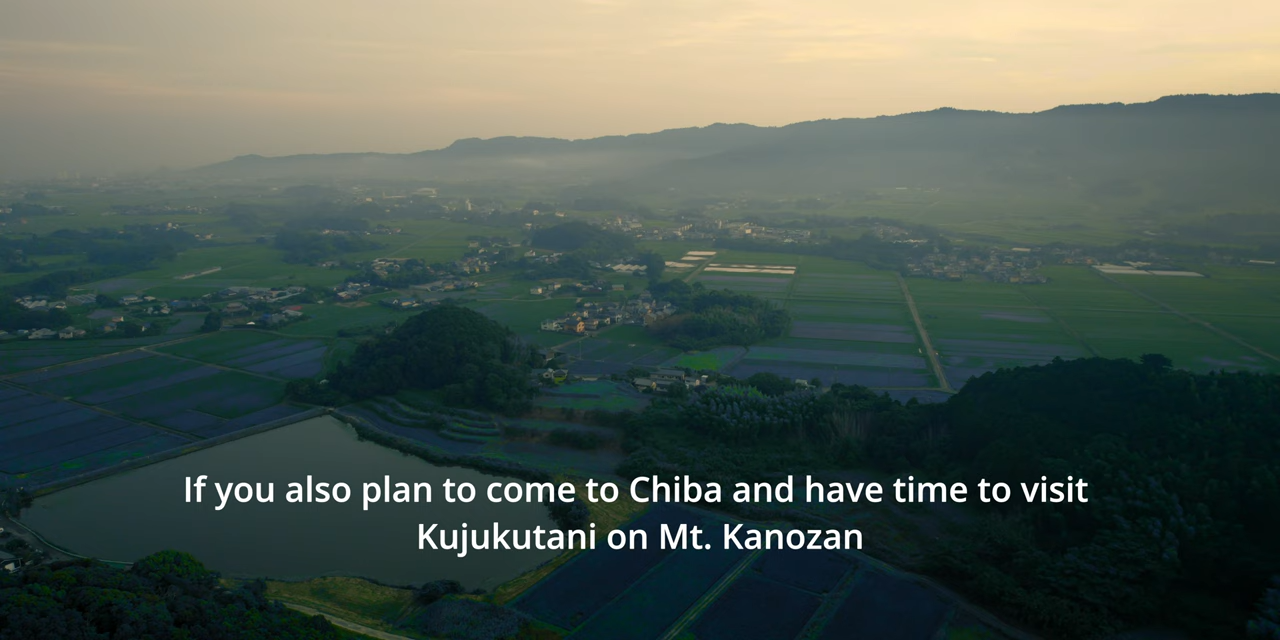 If you also plan to come to Chiba and have time to visit
Kujukutani on Mt. Kanozan